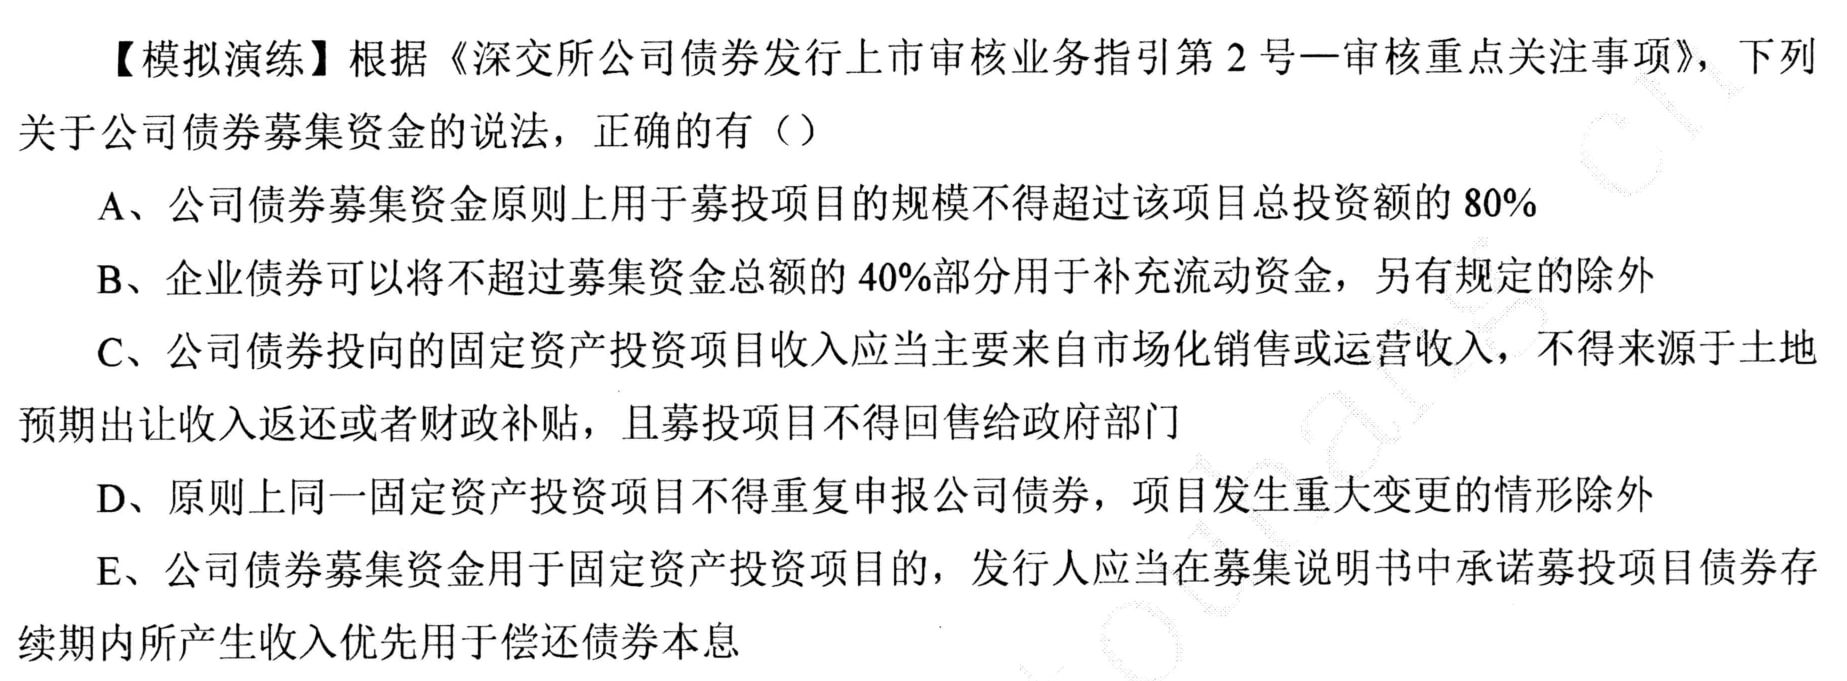 【模拟演练】根据《深交所公司债券发行上市审核业务指引第 2 号—审核重点关注事项》，下列
关于公司债券募集资金的说法，正确的有（）
A、公司债券募集资金原则上用于募投项目的规模不得超过该项目总投资额的 80%
B、企业债券可以将不超过募集资金总额的 40%部分用于补充流动资金，另有规定的除外
C、公司债券投向的固定资产投资项目收入应当主要来自市场化销售或运营收入，不得来源于土地
预期出让收入返还或者财政补贴，且募投项目不得回售给政府部门
D、原则上同一固定资产投资项目不得重复申报公司债券，项目发生重大变更的情形除外
E、公司债券募集资金用于固定资产投资项目的，发行人应当在募集说明书中承诺募投项目债券存
续期内所产生收入优先用于偿还债券本息